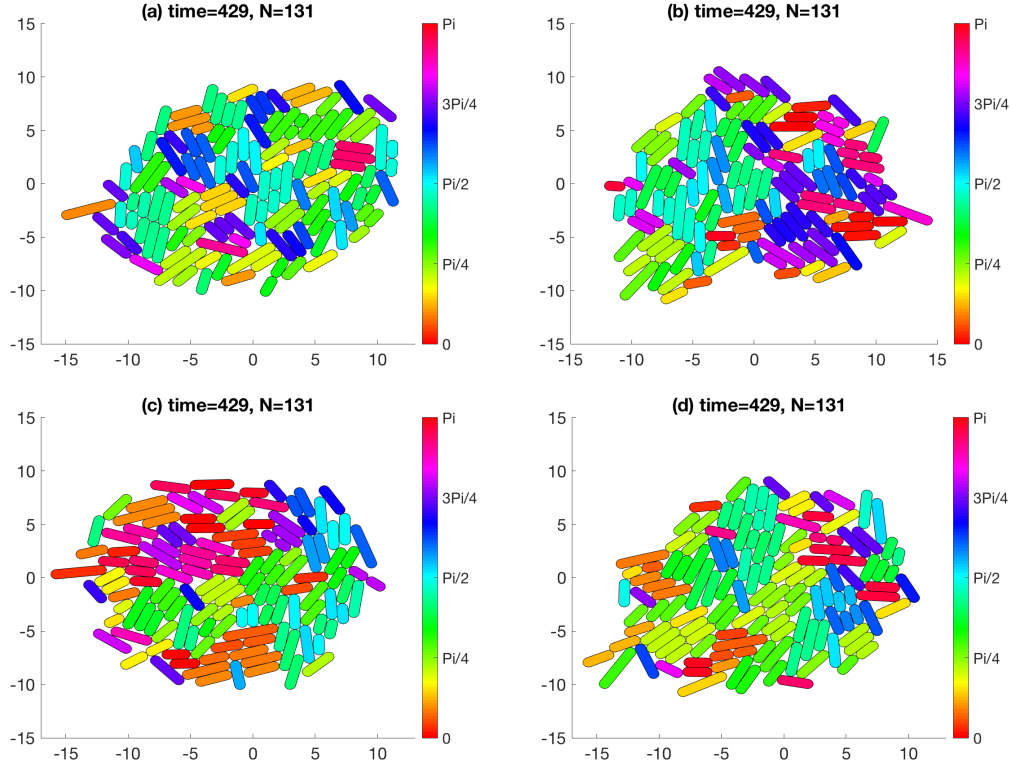 (a) time=429, N=131
15
10
5
0
-5
-10
-15
-15 -10 -5 0 5 10
Pi
3Pi/4
Pi/2
Pi/4
0
(b) time=429, N=131
15
10
5
0
-5
-10
-15
-15 -10 -5 0 5 10 15
Pi
3Pi/4
Pi/2
Pi/4
0
(c) time=429, N=131
15
10
5
0
-5
-10
-15
-15 -10 -5 0 5 10
Pi
3Pi/4
Pi/2
Pi/4
0
(d) time=429, N=131
15
10
5
0
-5
-10
-15
-15 -10 -5 0 5 10
Pi
3Pi/4
Pi/2
Pi/4
0